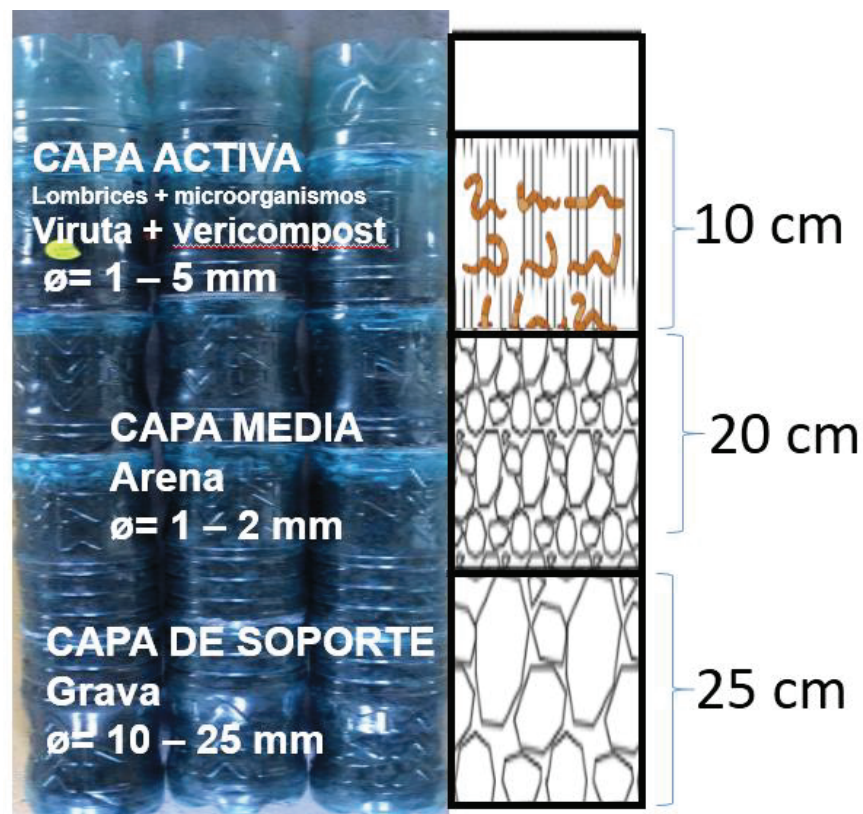 CAPA ACTIVA
Lombrices + microorganismos
Viruta + vericompost
ø= 1 – 5 mm
10 cm
CAPA MEDIA
Arena
ø= 1 – 2 mm
20 cm
CAPA DE SOPORTE
Grava
ø= 10 – 25 mm
25 cm